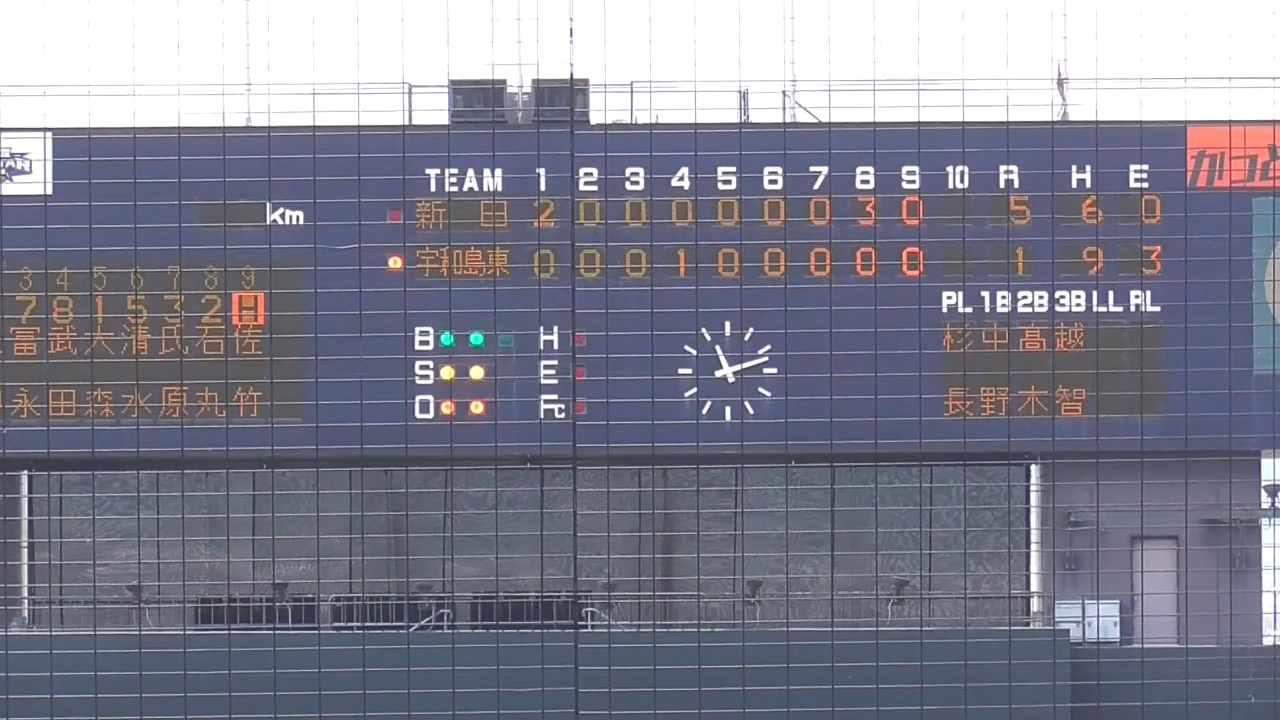 かっと
TEAM 1 2 3 4 5 6 7 8 9 10 R H E
km
新田 2 0 0 0 0 0 0 3 0 5 6 0
宇和島東 0 0 0 1 0 0 0 0 0 1 9 3
3 4 5 6 7 8 9
7 8 1 5 3 2 H
富武大清氏石佐
永田森水原丸竹
B H
S E
O Fc
PL 1B 2B 3B LL RL
杉中髙越
長野木智